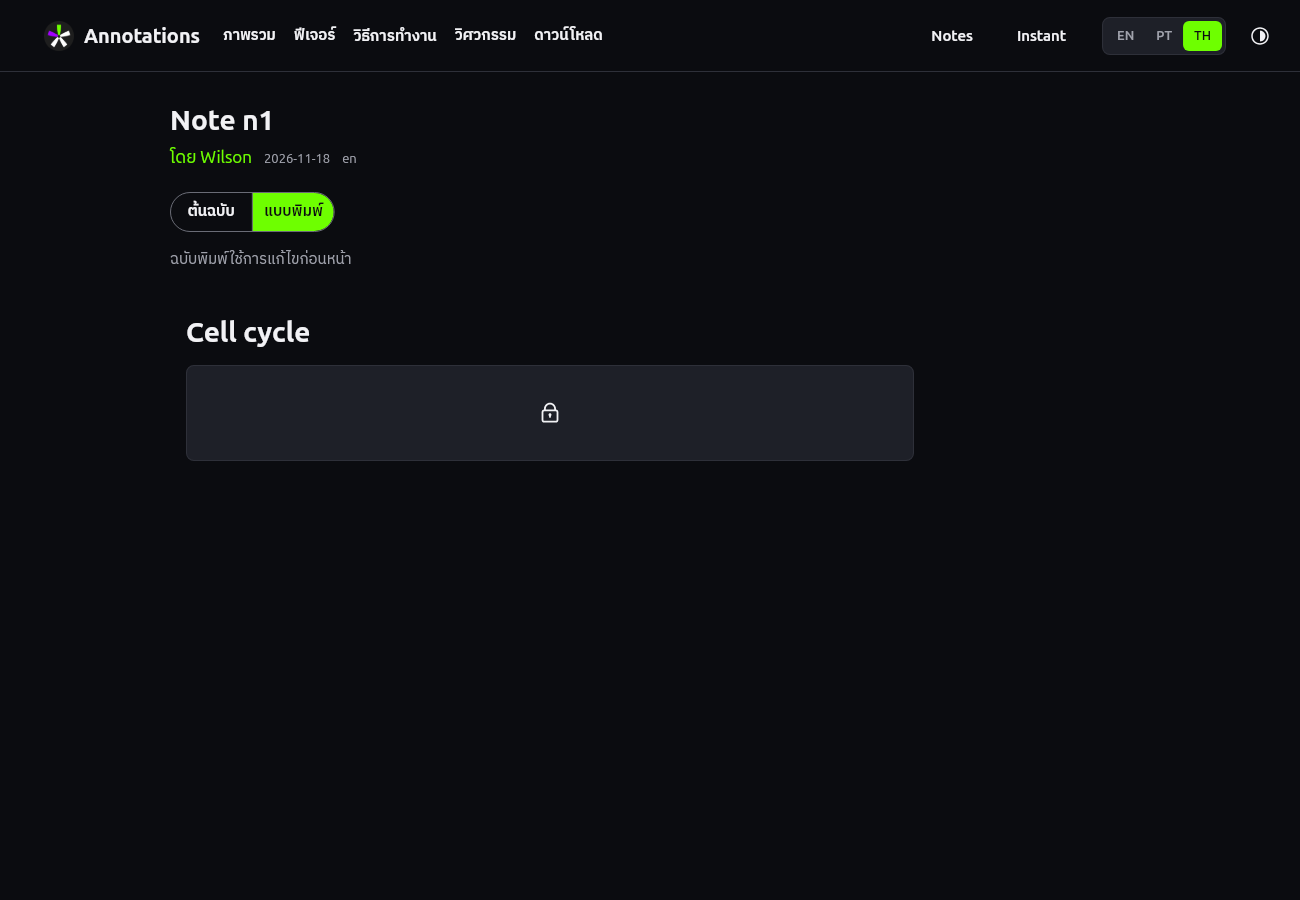 Annotations
ภาพรวม
ฟีเจอร์
วิธีการทำงาน
วิศวกรรม
ดาวน์โหลด
Notes
Instant
EN
PT
TH
Note n1
โดย Wilson 2026-11-18 en
ต้นฉบับ
แบบพิมพ์
ฉบับพิมพ์ใช้การแก้ไขก่อนหน้า
Cell cycle